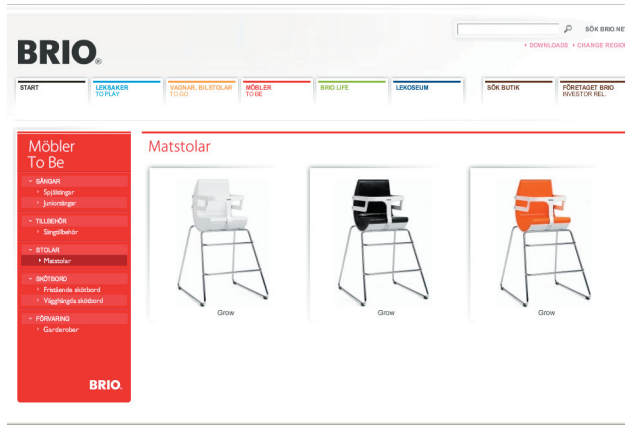 SÖK BRIO.NET
DOWNLOADS CHANGE REGION
BRIO®
START
LEKSAKER
TO PLAY
VAGNAR, BILSTOLAR
TO GO
MÖBLER
TO BE
BRIO LIFE
LEKOSEUM
SÖK BUTIK
FÖRETAGET BRIO
INVESTOR REL.
Möbler
To Be
SÄNGAR
Spjälsängar
Juniorsängar
TILLBEHÖR
Sängtillbehör
STOLAR
Matstolar
SKÖTBORD
Fristående skötbord
Vägghängda skötbord
FÖRVARING
Garderober
BRIO.
Matstolar
Grow
Grow
Grow